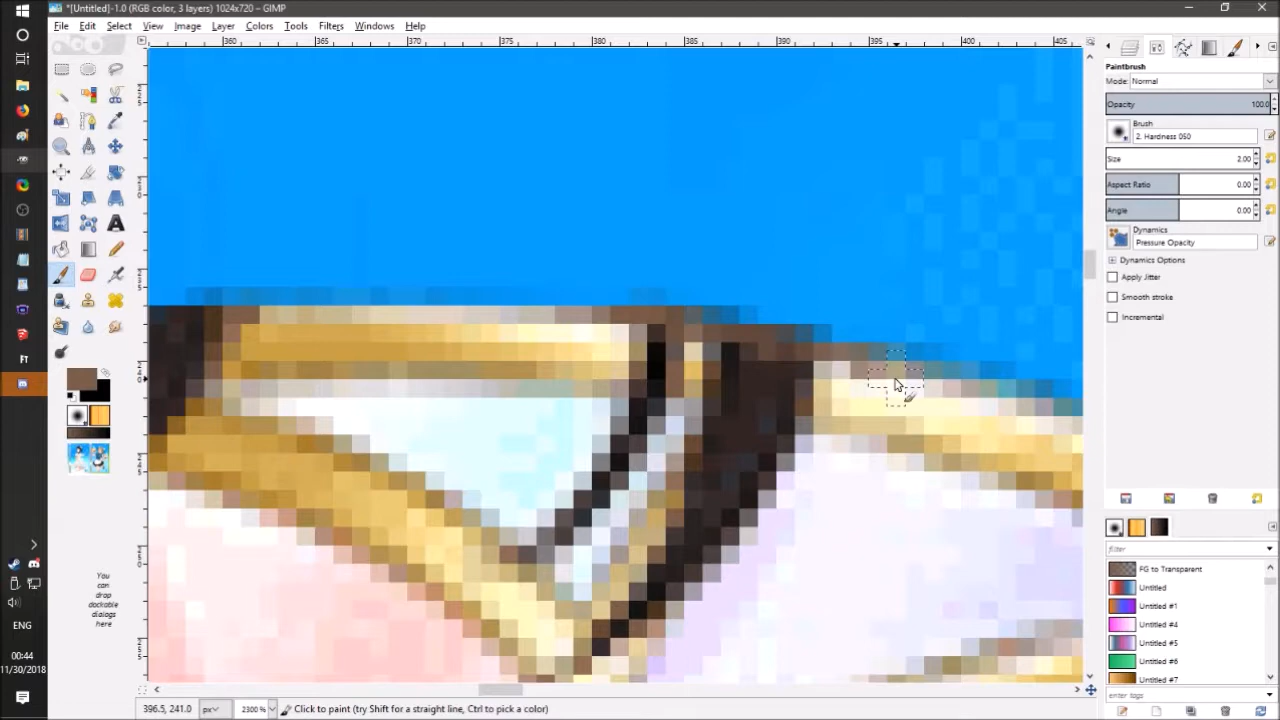 *[Untitled]-1.0 (RGB color, 3 layers) 1024x720 – GIMP
File Edit Select View Image Layer Colors Tools Filters Windows Help
360 365 370 375 380 385 390 395 400 405
Paintbrush
Mode: Normal
Opacity 100.0
Brush
2. Hardness 050
Size 2.00
Aspect Ratio 0.00
Angle 0.00
Dynamics
Pressure Opacity
Dynamics Options
Apply Jitter
Smooth stroke
Incremental
filter
FG to Transparent
Untitled
Untitled #1
Untitled #4
Untitled #5
Untitled #6
Untitled #7
enter tags
You
can
drop
dockable
dialogs
here
Ft
ENG
00:44
11/30/2018
396.5, 241.0 px 2300 % Click to paint (try Shift for a straight line, Ctrl to pick a color)